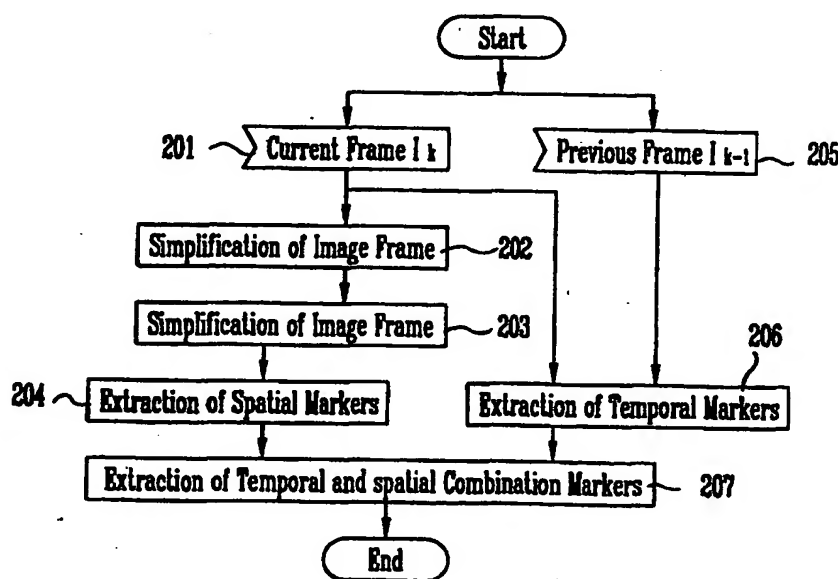 Start
201 Current Frame I k
Previous Frame I k-1 205
Simplification of Image Frame 202
Simplification of Image Frame 203
206
204 Extraction of Spatial Markers
Extraction of Temporal Markers
Extraction of Temporal and spatial Combination Markers 207
End